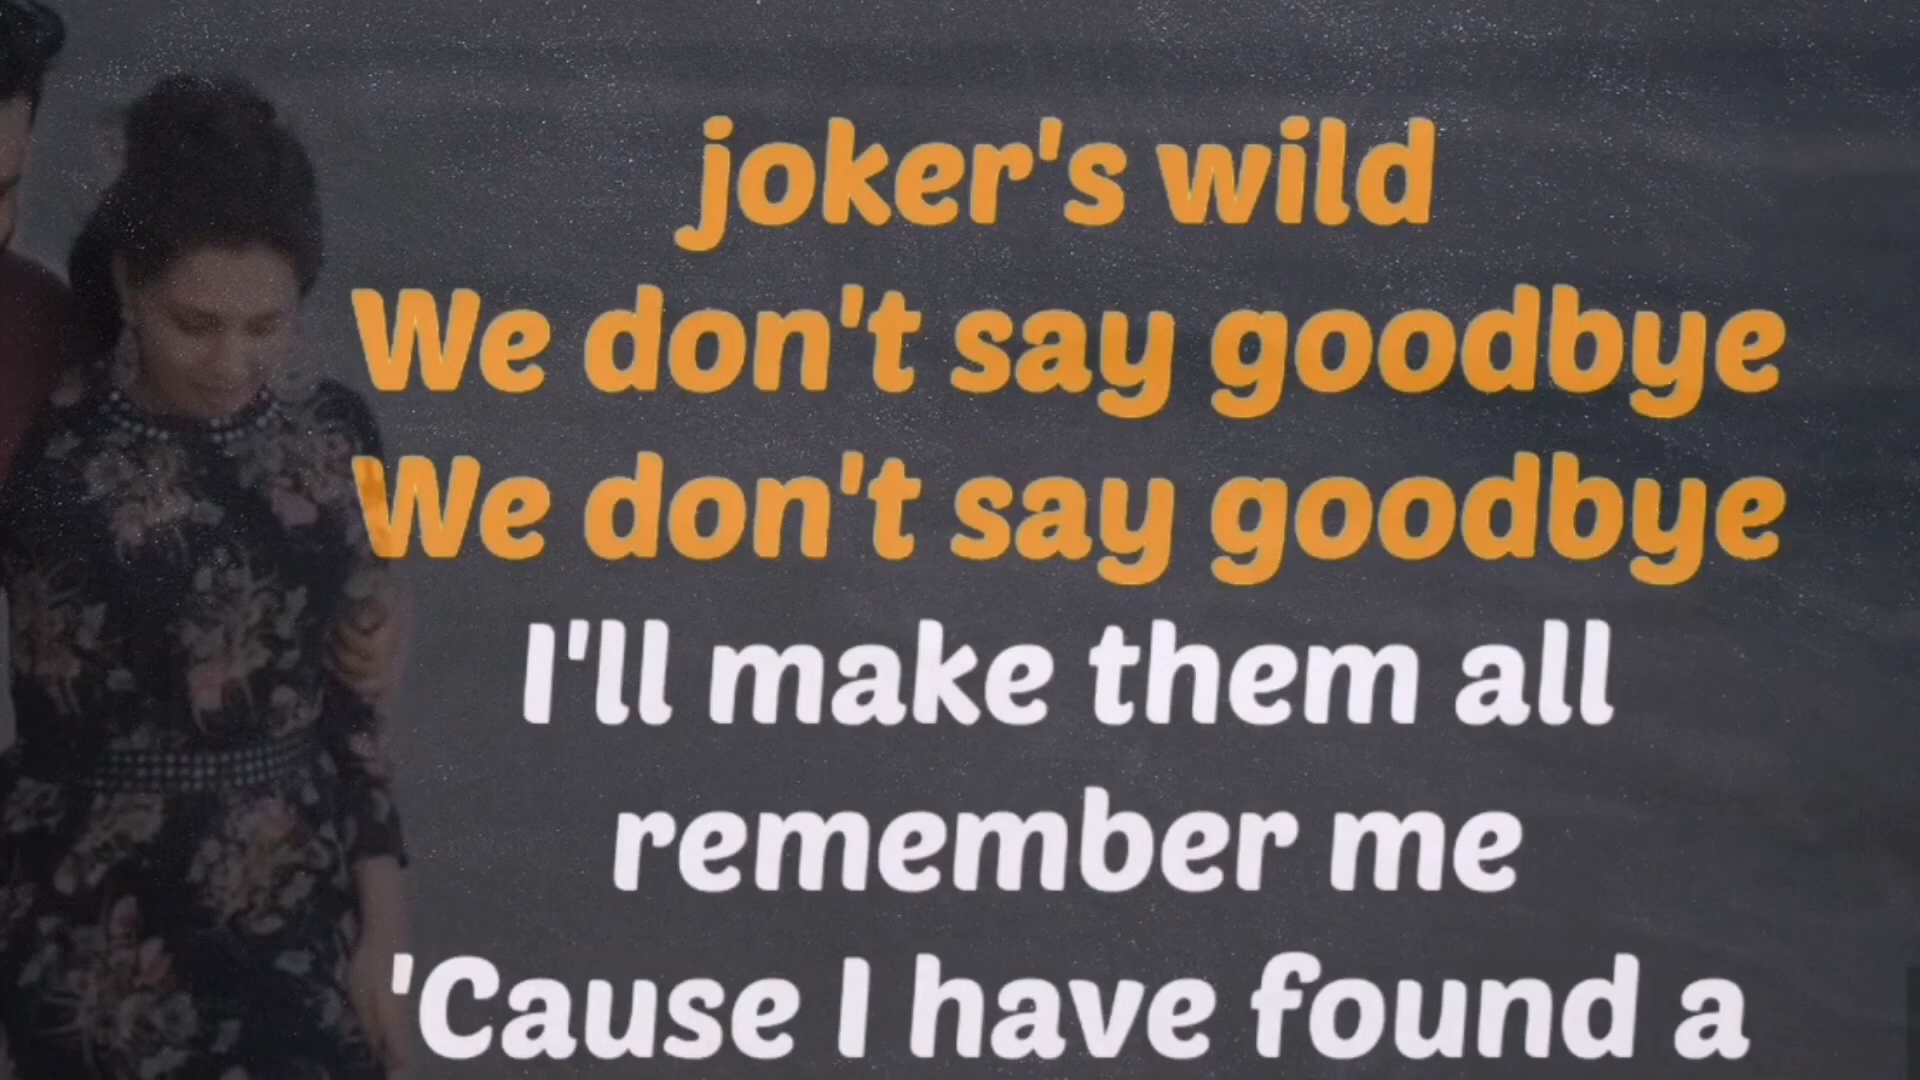 joker's wild
We don't say goodbye
We don't say goodbye
I'll make them all
remember me
'Cause I have found a